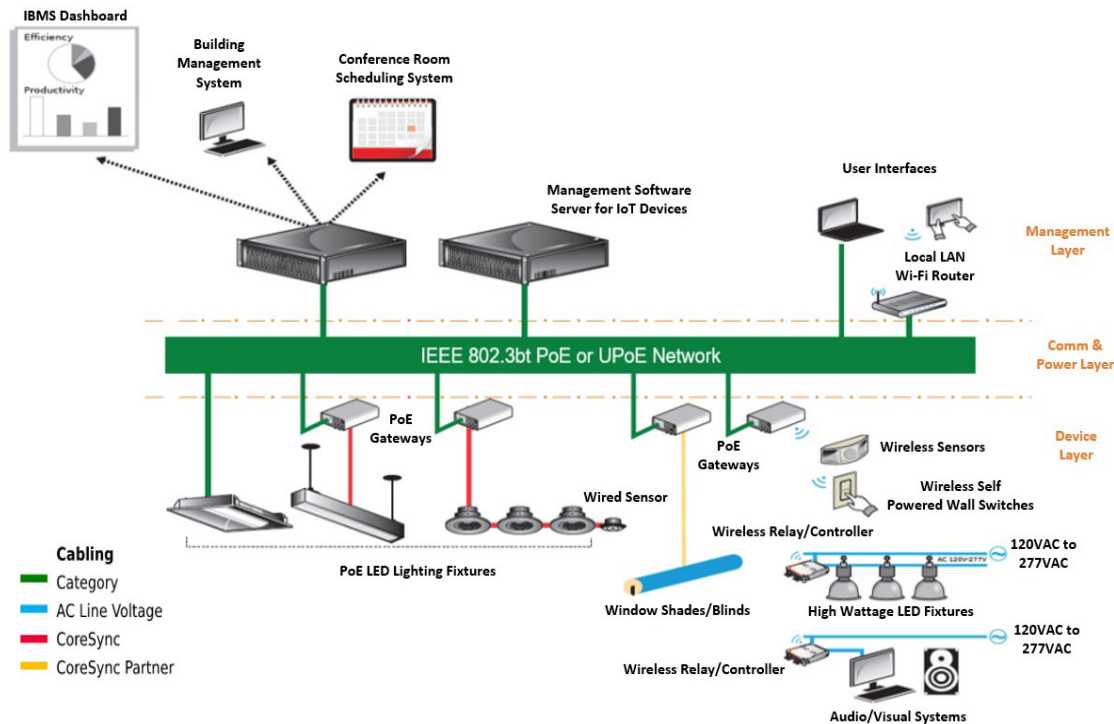 IBMS Dashboard
Efficiency
Productivity
Building
Management
System
Conference Room
Scheduling System
Management Software
Server for IoT Devices
User Interfaces
Local LAN
Wi-Fi Router
Management
Layer
IEEE 802.3bt PoE or UPoE Network
Comm &
Power Layer
PoE
Gateways
PoE
Gateways
Device
Layer
Wireless Sensors
Wired Sensor
Wireless Self
Powered Wall Switches
PoE LED Lighting Fixtures
Window Shades/Blinds
Wireless Relay/Controller
AC 120V-277V
120VAC to
277VAC
High Wattage LED Fixtures
Wireless Relay/Controller
120VAC to
277VAC
Audio/Visual Systems
Cabling
Category
AC Line Voltage
CoreSync
CoreSync Partner